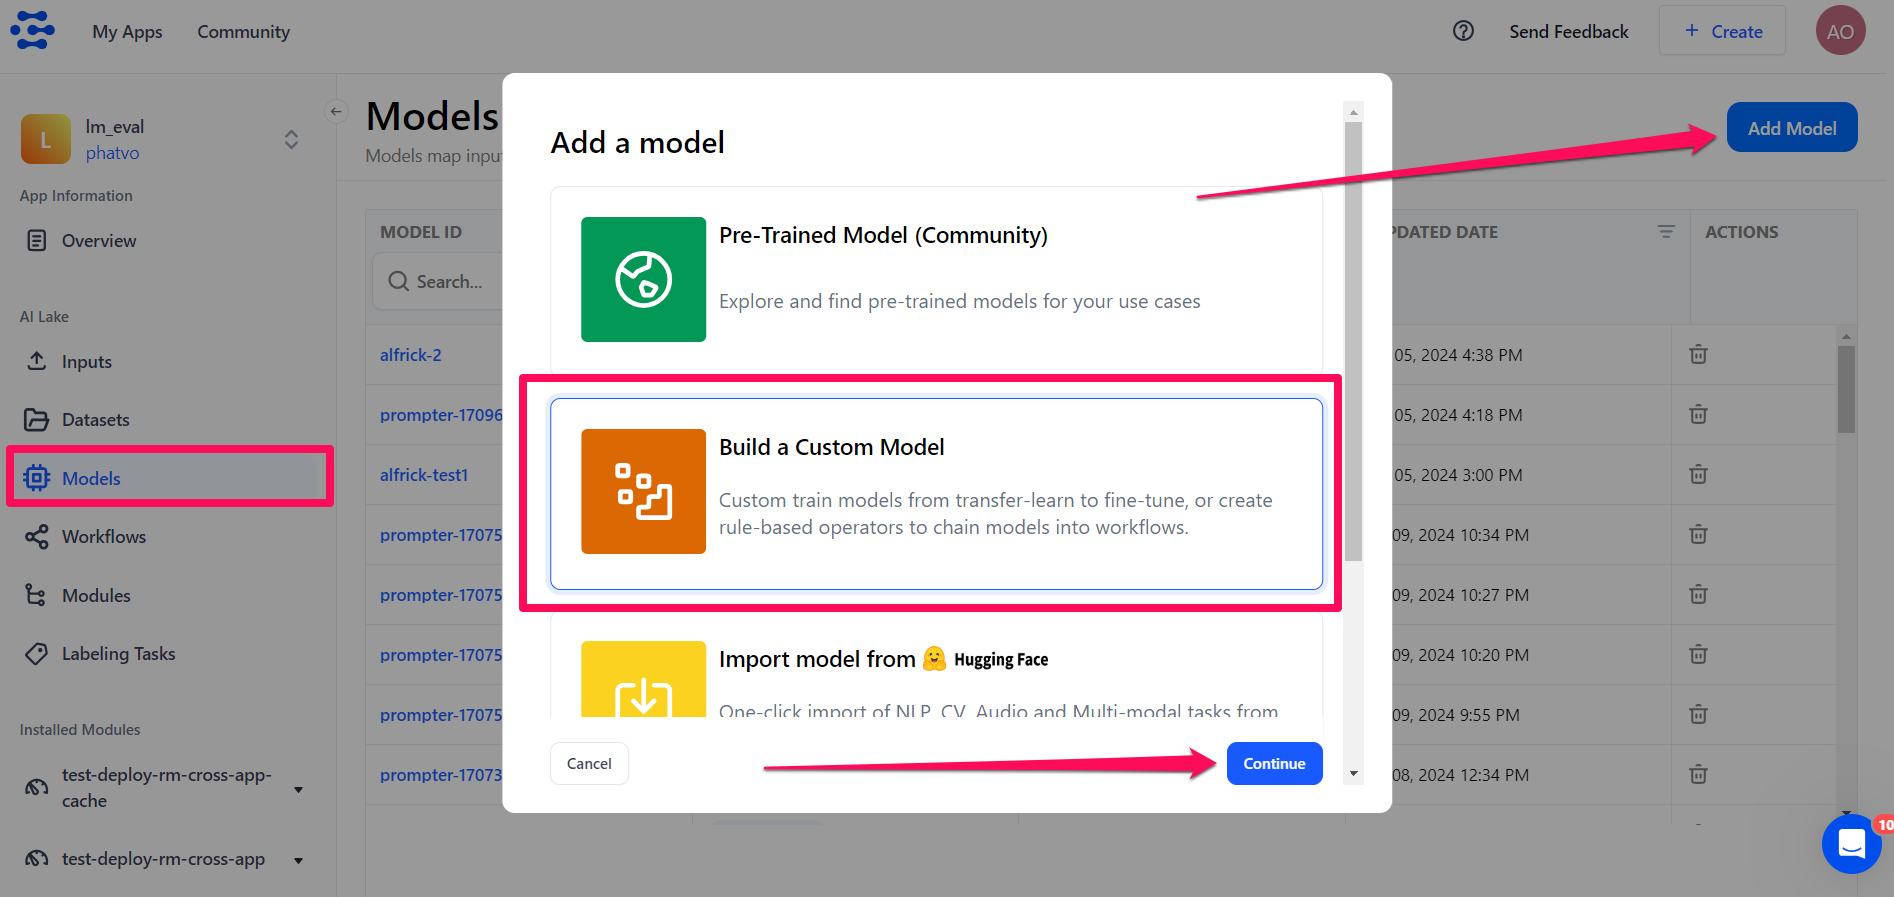 My Apps
Community
Send Feedback
+ Create
AO
L
lm_eval
phatvo
App Information
Overview
AI Lake
Inputs
Datasets
Models
Workflows
Modules
Labeling Tasks
Installed Modules
test-deploy-rm-cross-app-
cache
test-deploy-rm-cross-app
Models
Models map
Add Model
MODEL ID
Search...
alfrick-2
prompter-17096
alfrick-test1
prompter-17075
prompter-17075
prompter-17075
prompter-17075
prompter-17073
Add a model
Pre-Trained Model (Community)
Explore and find pre-trained models for your use cases
Build a Custom Model
Custom train models from transfer-learn to fine-tune, or create
rule-based operators to chain models into workflows.
Import model from Hugging Face
One-click import of NLP, CV, Audio and Multi-modal tasks from
Cancel
Continue
PDATED DATE
ACTIONS
05, 2024 4:38 PM
05, 2024 4:18 PM
05, 2024 3:00 PM
09, 2024 10:34 PM
09, 2024 10:27 PM
09, 2024 10:20 PM
09, 2024 9:55 PM
08, 2024 12:34 PM
10